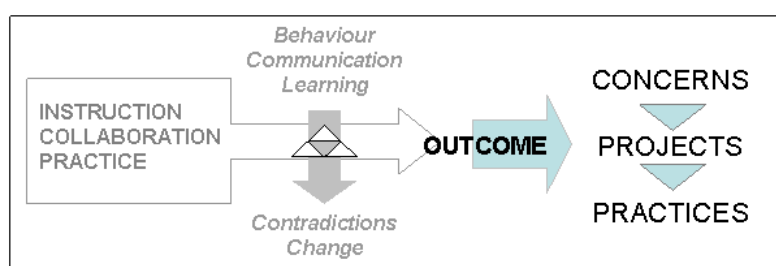 Behaviour
Communication
Learning
INSTRUCTION
COLLABORATION
PRACTICE
Contradictions
Change
OUTCOME
CONCERNS
PROJECTS
PRACTICES